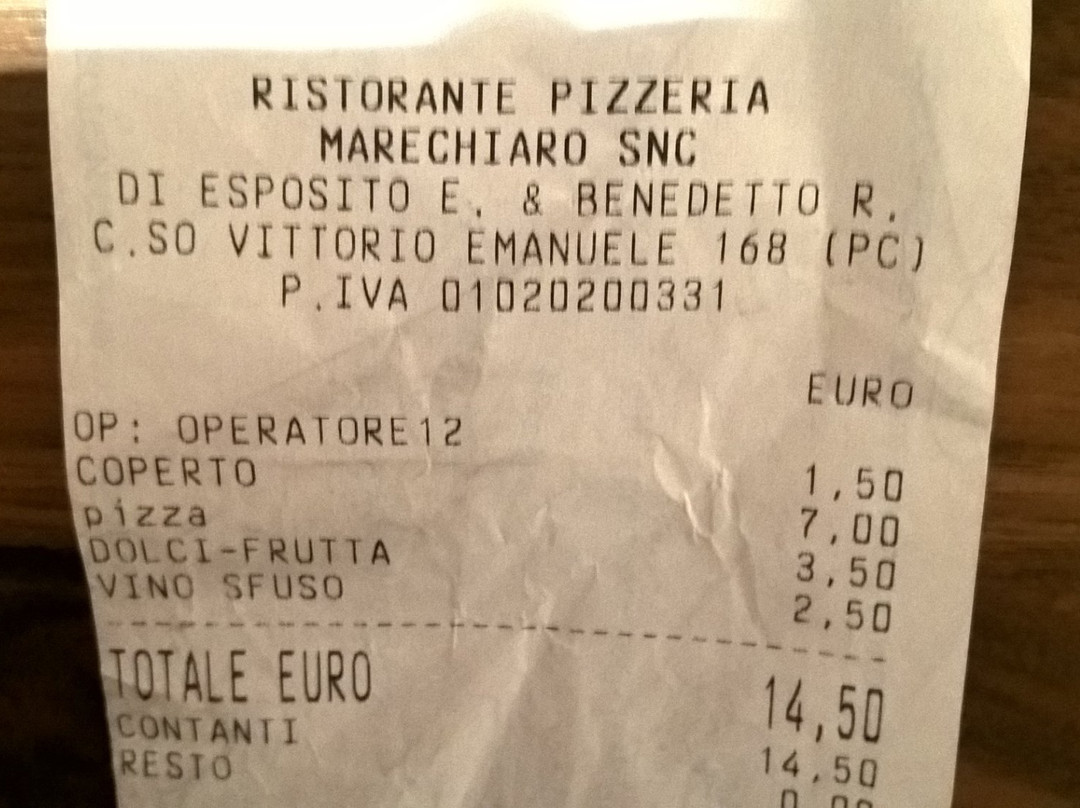 RISTORANTE PIZZERIA
MARECHIARO SNC
DI ESPOSITO E. & BENEDETTO R.
C.SO VITTORIO EMANUELE 168 (PC)
P.IVA 01020200331
EURO
OP: OPERATORE12
COPERTO 1,50
pizza 7,00
DOLCI-FRUTTA 3,50
VINO SFUSO 2,50
TOTALE EURO 14,50
CONTANTI 14,50
RESTO 0,00